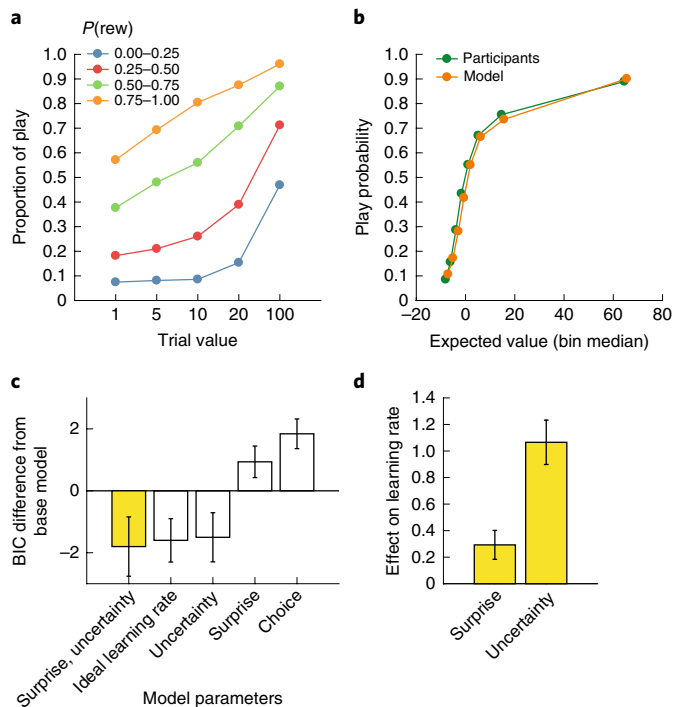 a
P(rew)
0.00–0.25
0.25–0.50
0.50–0.75
0.75–1.00
1.0
0.9
0.8
0.7
0.6
0.5
0.4
0.3
0.2
0.1
0
Proportion of play
1 5 10 20 100
Trial value
b
Participants
Model
1.0
0.9
0.8
0.7
0.6
0.5
0.4
0.3
0.2
0.1
0
Play probability
−20 0 20 40 60 80
Expected value (bin median)
c
BIC difference from
base model
2
0
−2
Surprise, uncertainty
Ideal learning rate
Uncertainty
Surprise
Choice
Model parameters
d
Effect on learning rate
1.4
1.2
1.0
0.8
0.6
0.4
0.2
0
Surprise
Uncertainty